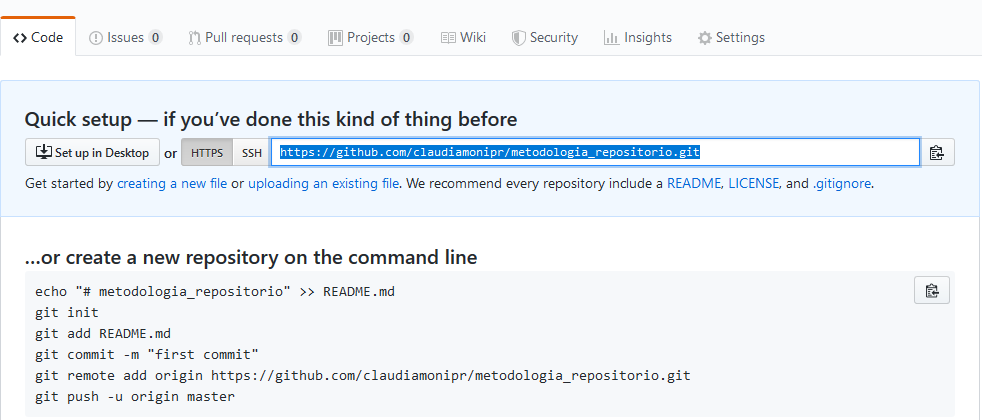 Code Issues 0 Pull requests 0 Projects 0 Wiki Security Insights Settings
Quick setup — if you’ve done this kind of thing before
Set up in Desktop or HTTPS SSH https://github.com/claudiamonipr/metodologia_repositorio.git
Get started by creating a new file or uploading an existing file. We recommend every repository include a README, LICENSE, and .gitignore.
…or create a new repository on the command line
echo "# metodologia_repositorio" >> README.md
git init
git add README.md
git commit -m "first commit"
git remote add origin https://github.com/claudiamonipr/metodologia_repositorio.git
git push -u origin master